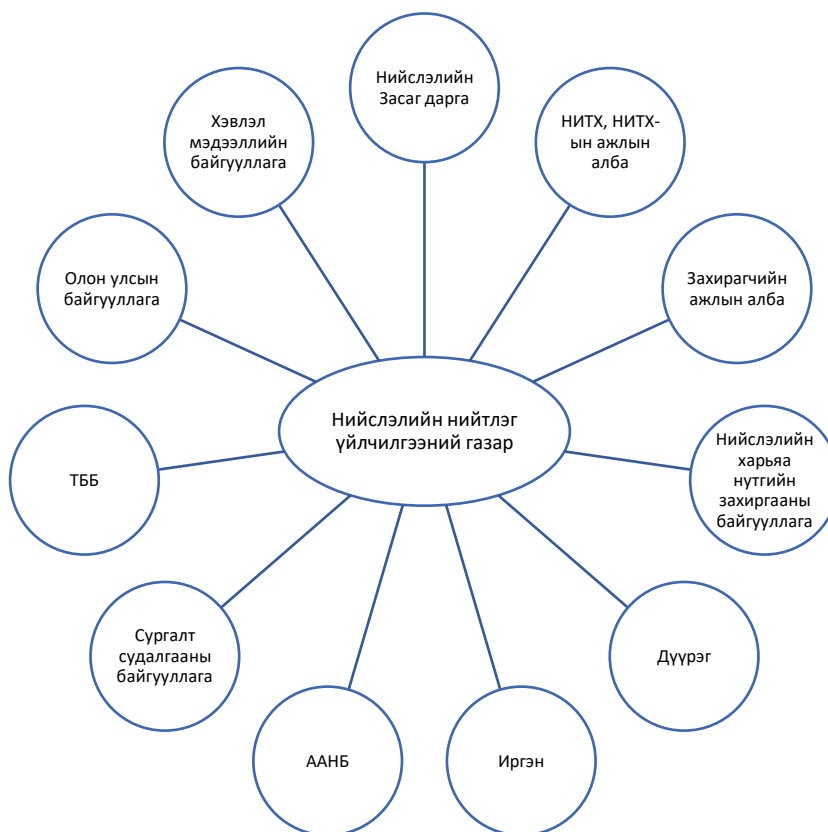 Нийслэлийн
Засаг дарга
НИТХ, НИТХ-
ын ажлын
алба
Захирагчийн
ажлын алба
Нийслэлийн
харьяа
нутгийн
захиргааны
байгууллага
Дүүрэг
Иргэн
ААНБ
Сургалт
судалгааны
байгууллага
ТББ
Олон улсын
байгууллага
Хэвлэл
мэдээллийн
байгууллага
Нийслэлийн нийтлэг
үйлчилгээний газар